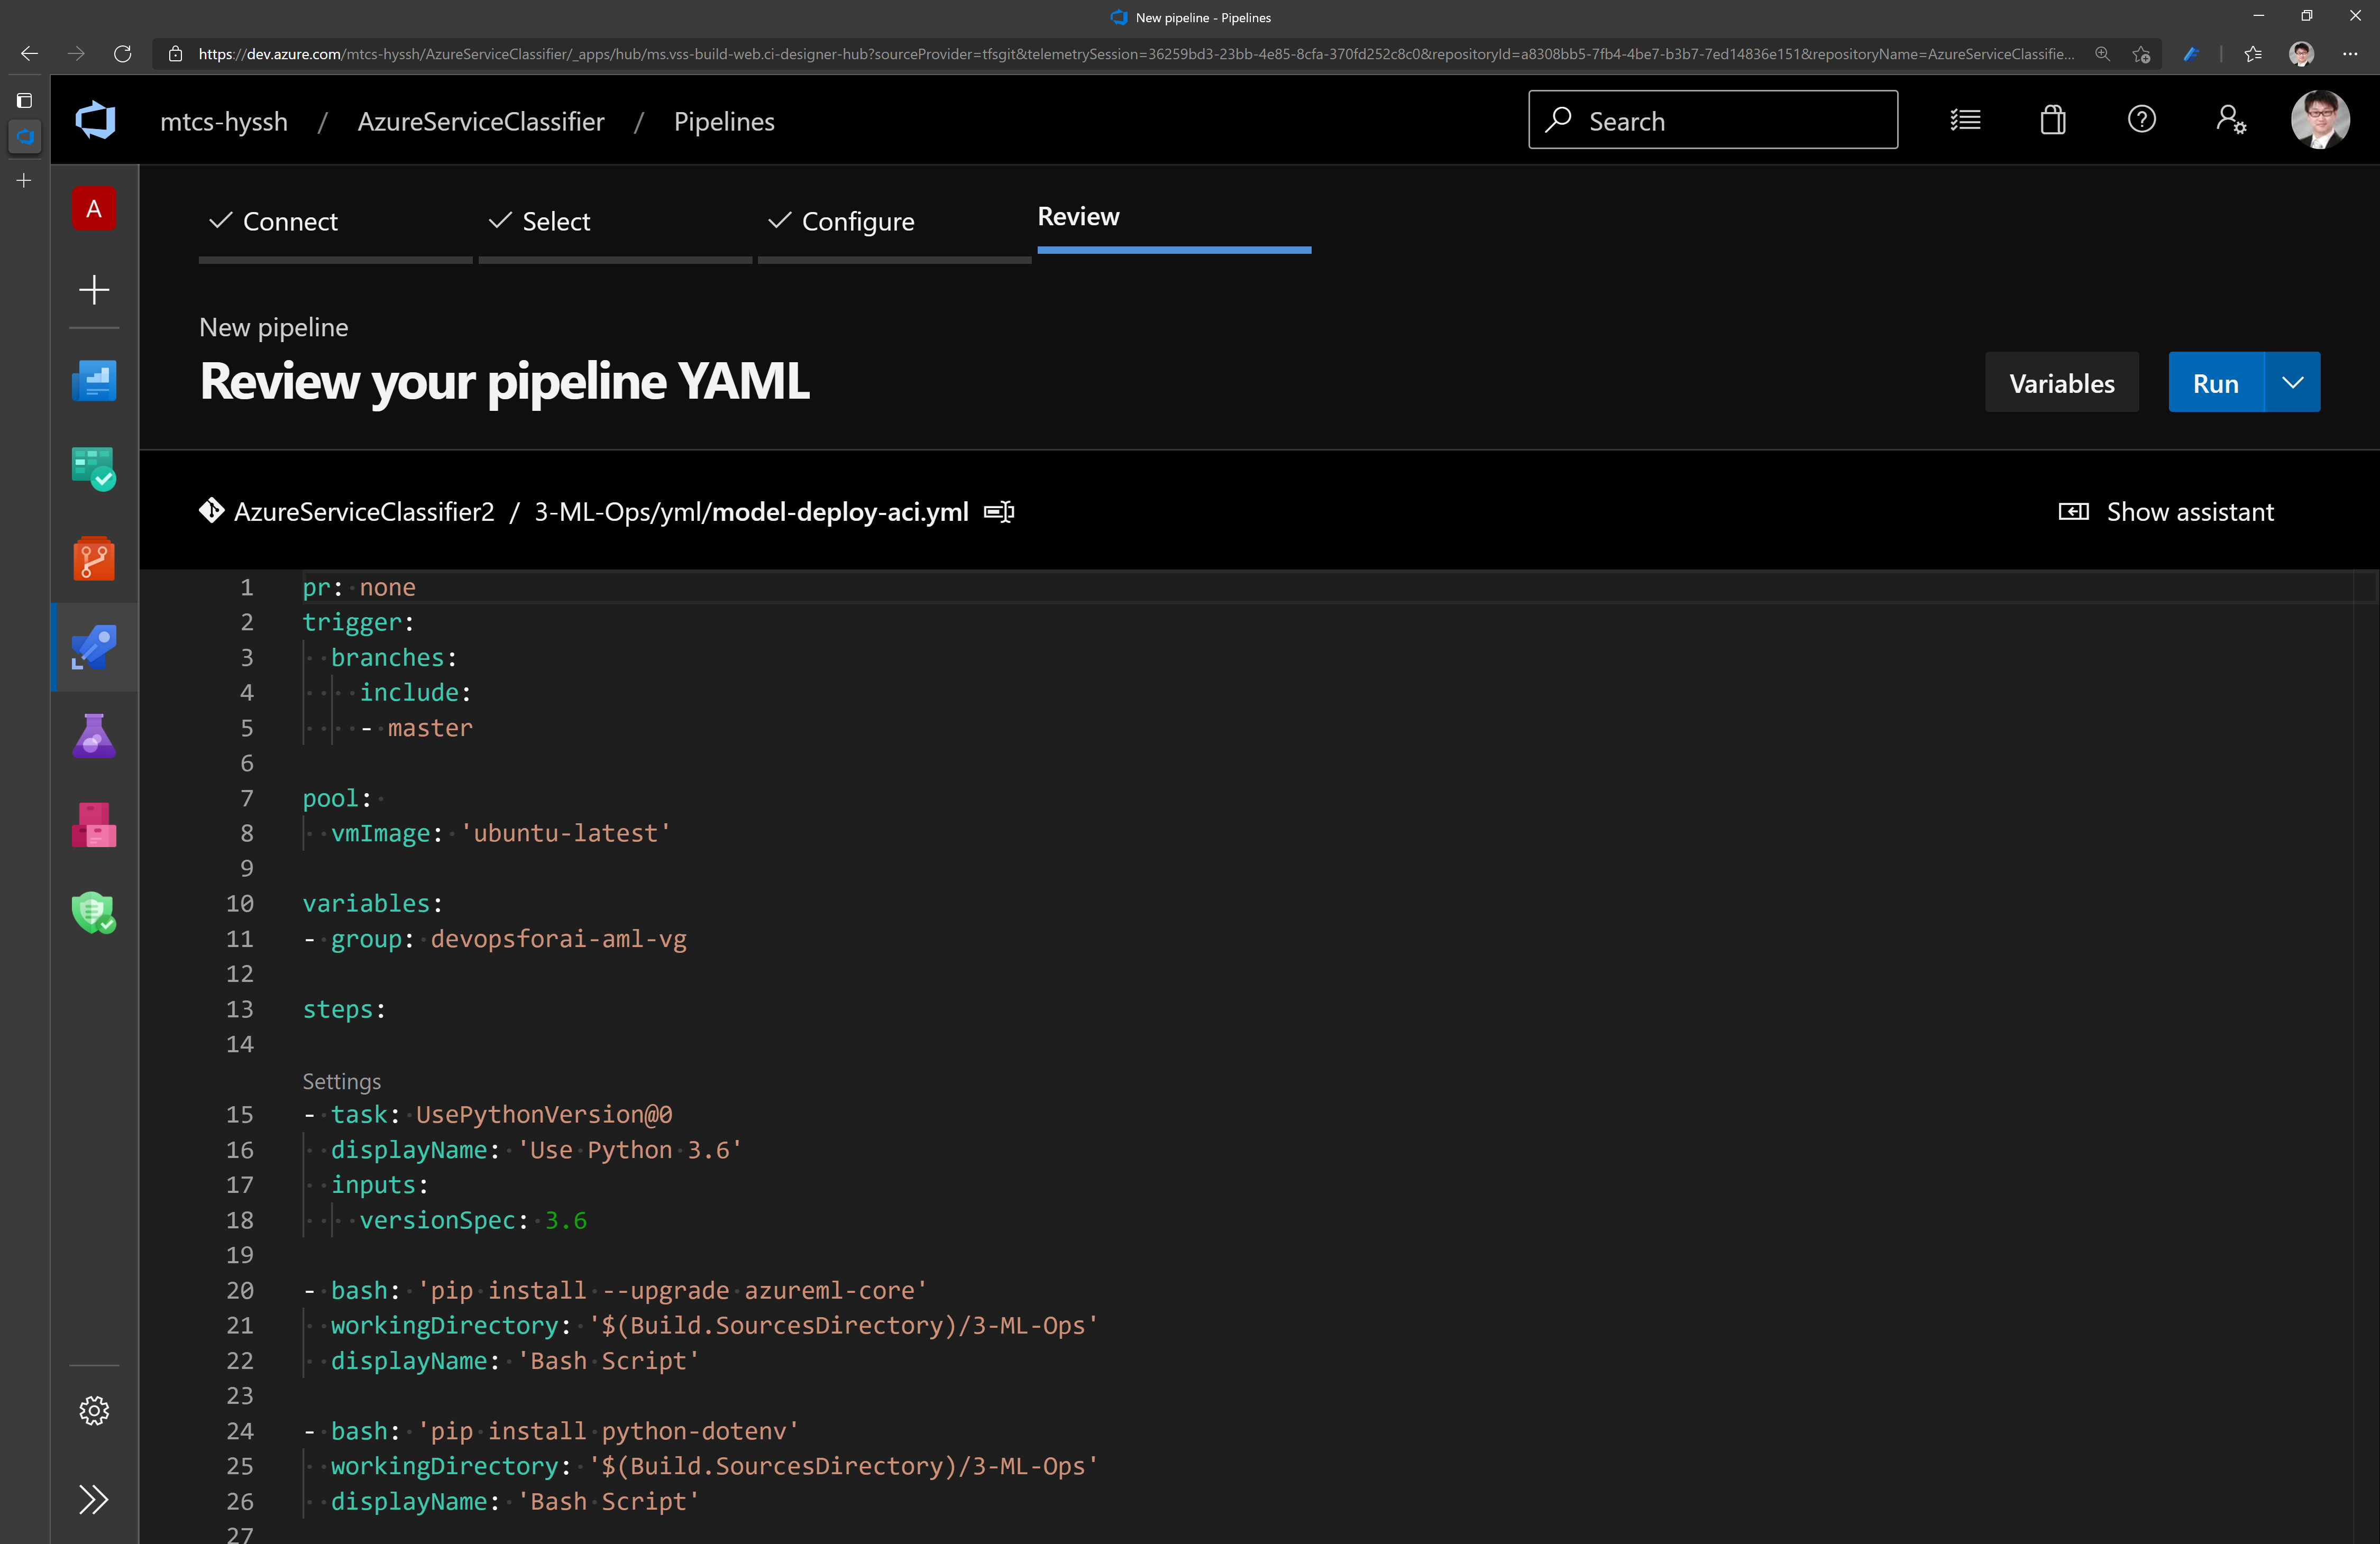 New pipeline - Pipelines
https://dev.azure.com/mtcs-hyssh/AzureServiceClassifier/_apps/hub/ms.vss-build-web.ci-designer-hub?sourceProvider=tfsgit&telemetrySession=36259bd3-23bb-4e85-8cfa-370fd252c8c0&repositoryId=a8308bb5-7fb4-4be7-b3b7-7ed14836e151&repositoryName=AzureServiceClassifie...
mtcs-hyssh / AzureServiceClassifier / Pipelines
Search
A
Connect
Select
Configure
Review
New pipeline
Review your pipeline YAML
Variables
Run
AzureServiceClassifier2 / 3-ML-Ops/yml/model-deploy-aci.yml
Show assistant
1 pr: none
2 trigger:
3 branches:
4 include:
5 - master
6
7 pool:
8 vmImage: 'ubuntu-latest'
9
10 variables:
11 - group: devopsforai-aml-vg
12
13 steps:
14
Settings
15 - task: UsePythonVersion@0
16 displayName: 'Use Python 3.6'
17 inputs:
18 versionSpec: 3.6
19
20 - bash: 'pip install --upgrade azureml-core'
21 workingDirectory: '$(Build.SourcesDirectory)/3-ML-Ops'
22 displayName: 'Bash Script'
23
24 - bash: 'pip install python-dotenv'
25 workingDirectory: '$(Build.SourcesDirectory)/3-ML-Ops'
26 displayName: 'Bash Script'
27